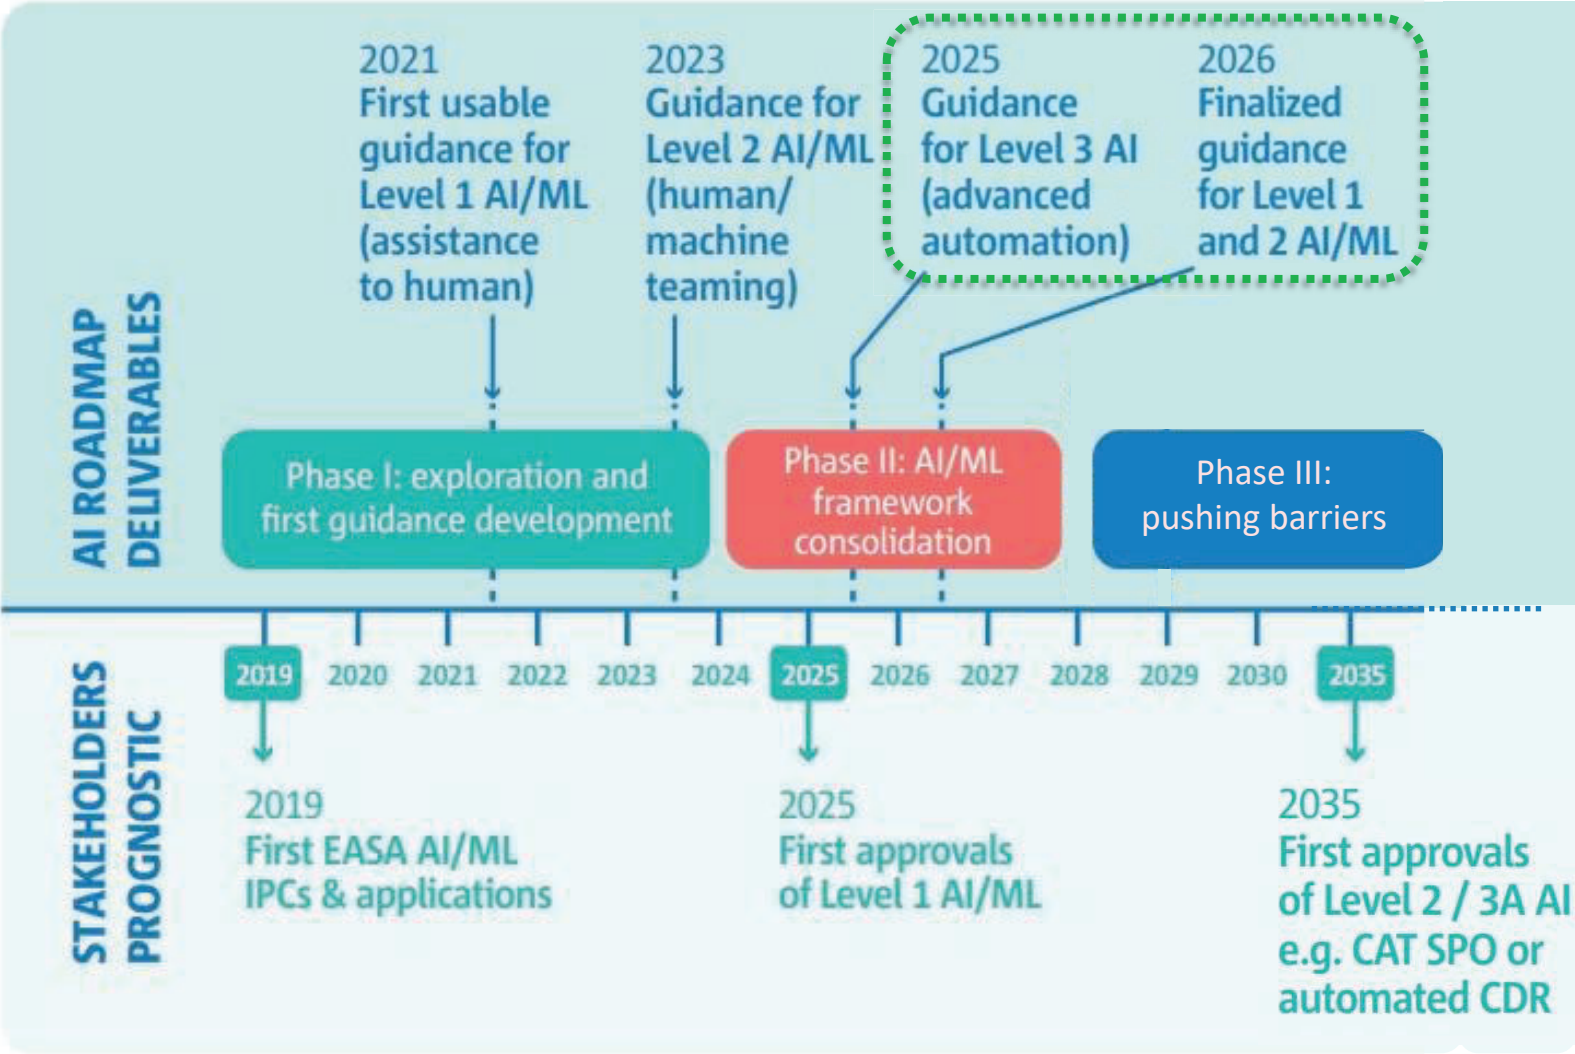 2021
First usable
guidance for
Level 1 AI/ML
(assistance
to human)
2023
Guidance for
Level 2 AI/ML
(human/
machine
teaming)
2025
Guidance
for Level 3 AI
(advanced
automation)
2026
Finalized
guidance
for Level 1
and 2 AI/ML
AI ROADMAP
DELIVERABLES
Phase I: exploration and
first guidance development
Phase II: AI/ML
framework
consolidation
Phase III:
pushing barriers
2019
2020
2021
2022
2023
2024
2025
2026
2027
2028
2029
2030
2035
STAKEHOLDERS
PROGNOSTIC
2019
First EASA AI/ML
IPCs & applications
2025
First approvals
of Level 1 AI/ML
2035
First approvals
of Level 2 / 3A AI
e.g. CAT SPO or
automated CDR